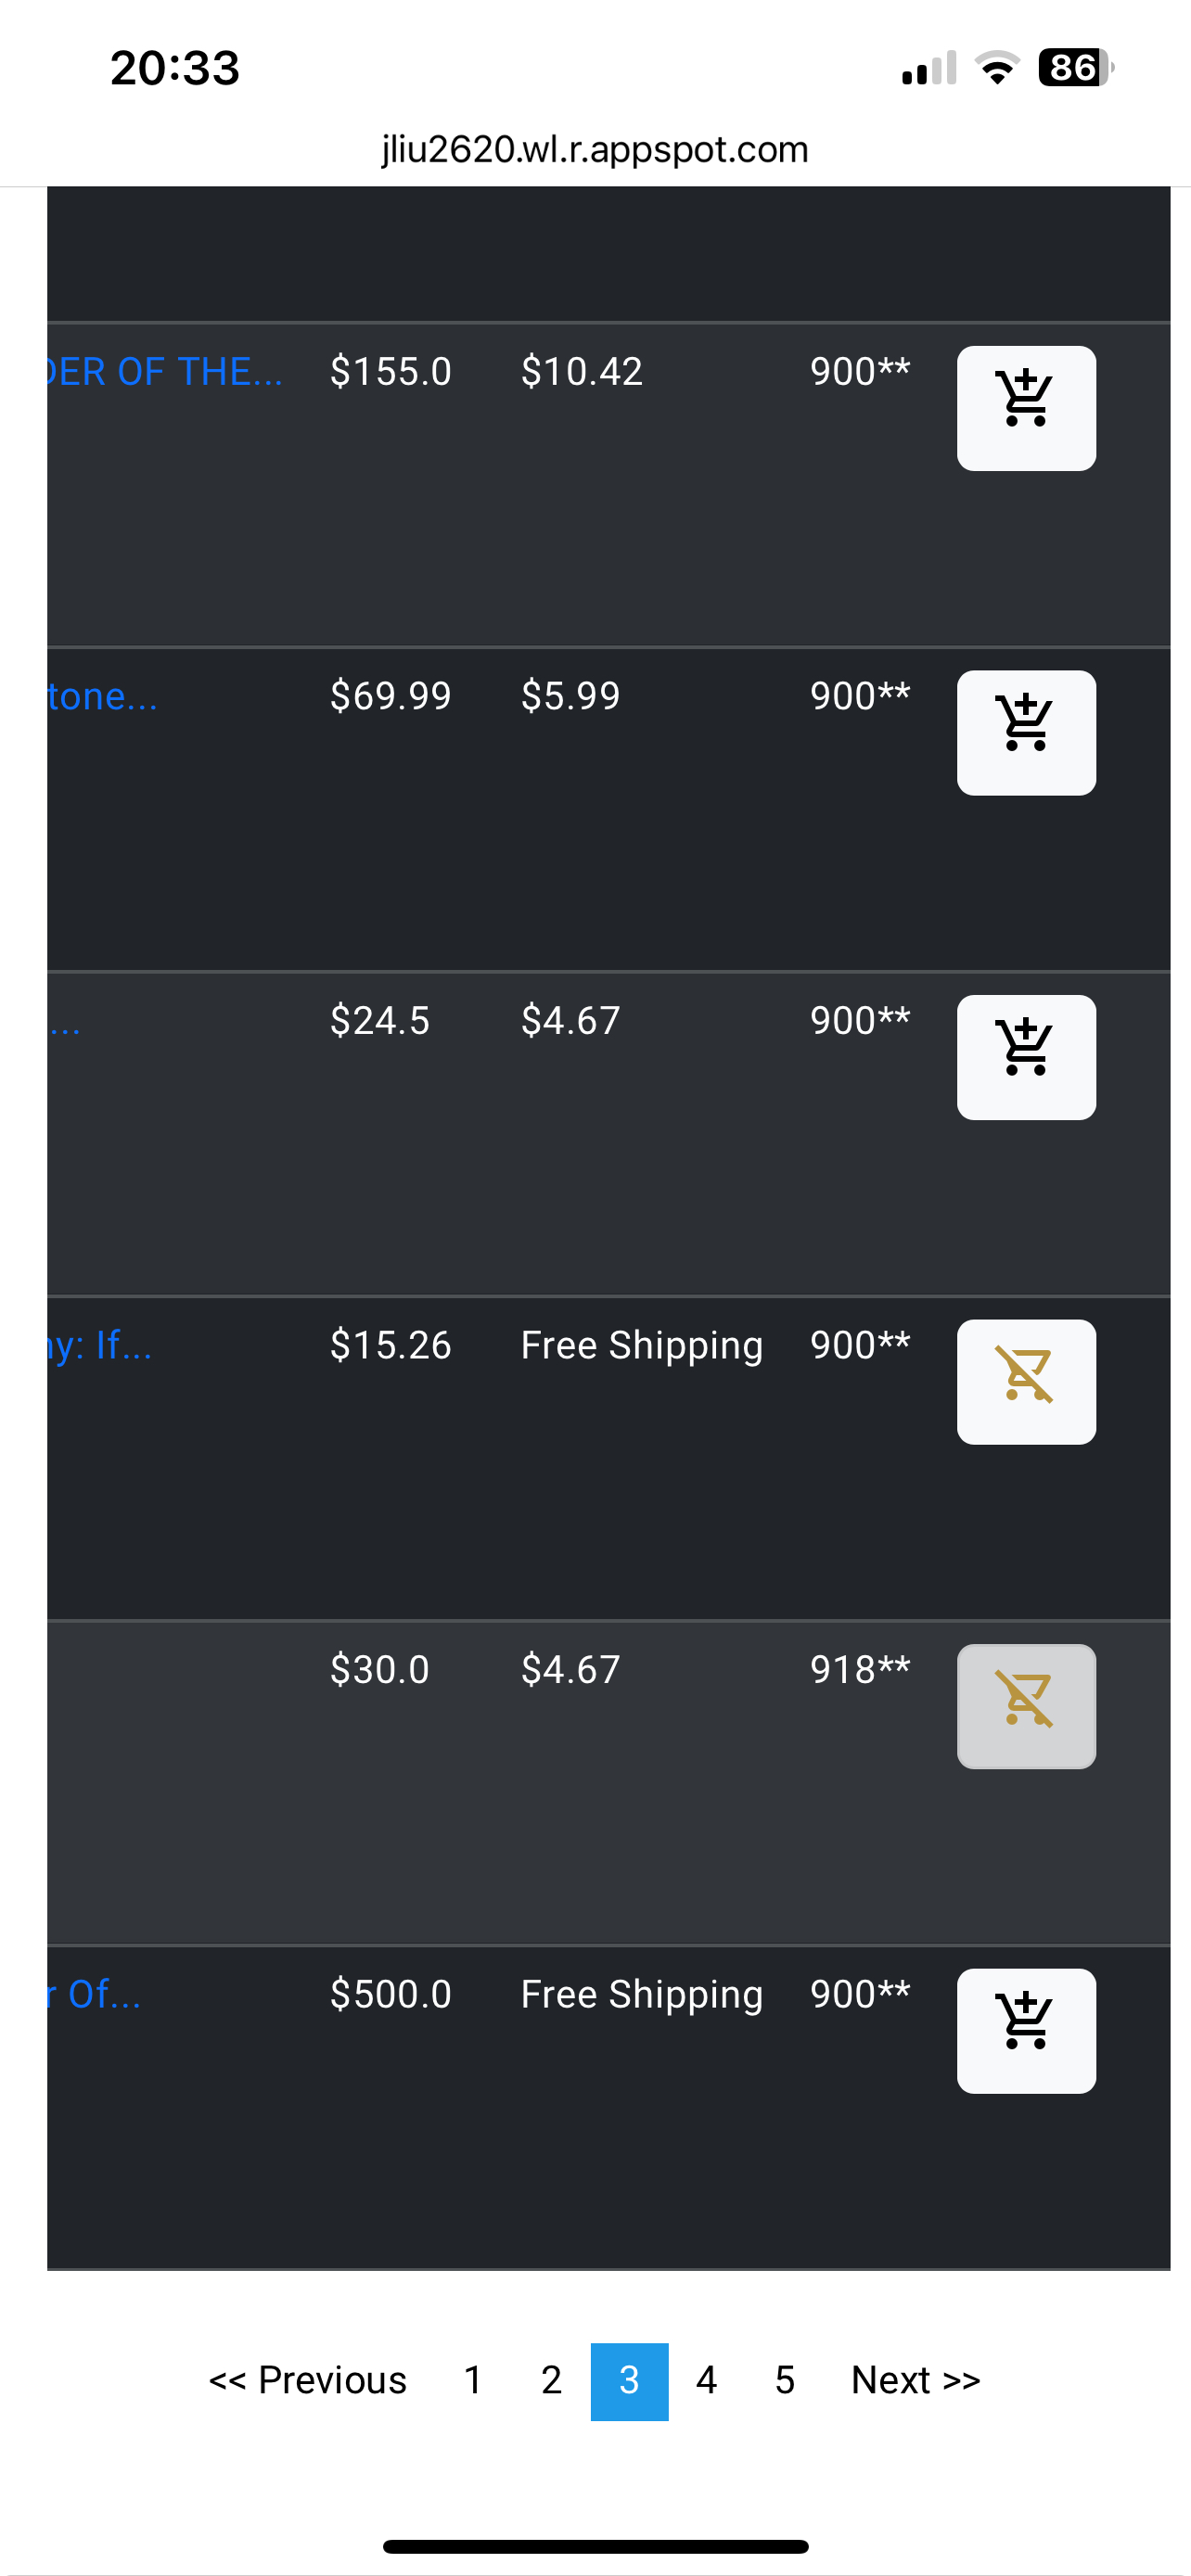 20:33 86
jliu2620.wl.r.appspot.com
DER OF THE... $155.0 $10.42 900**
tone... $69.99 $5.99 900**
... $24.5 $4.67 900**
y: If... $15.26 Free Shipping 900**
$30.0 $4.67 918**
r Of... $500.0 Free Shipping 900**
<< Previous 1 2 3 4 5 Next >>